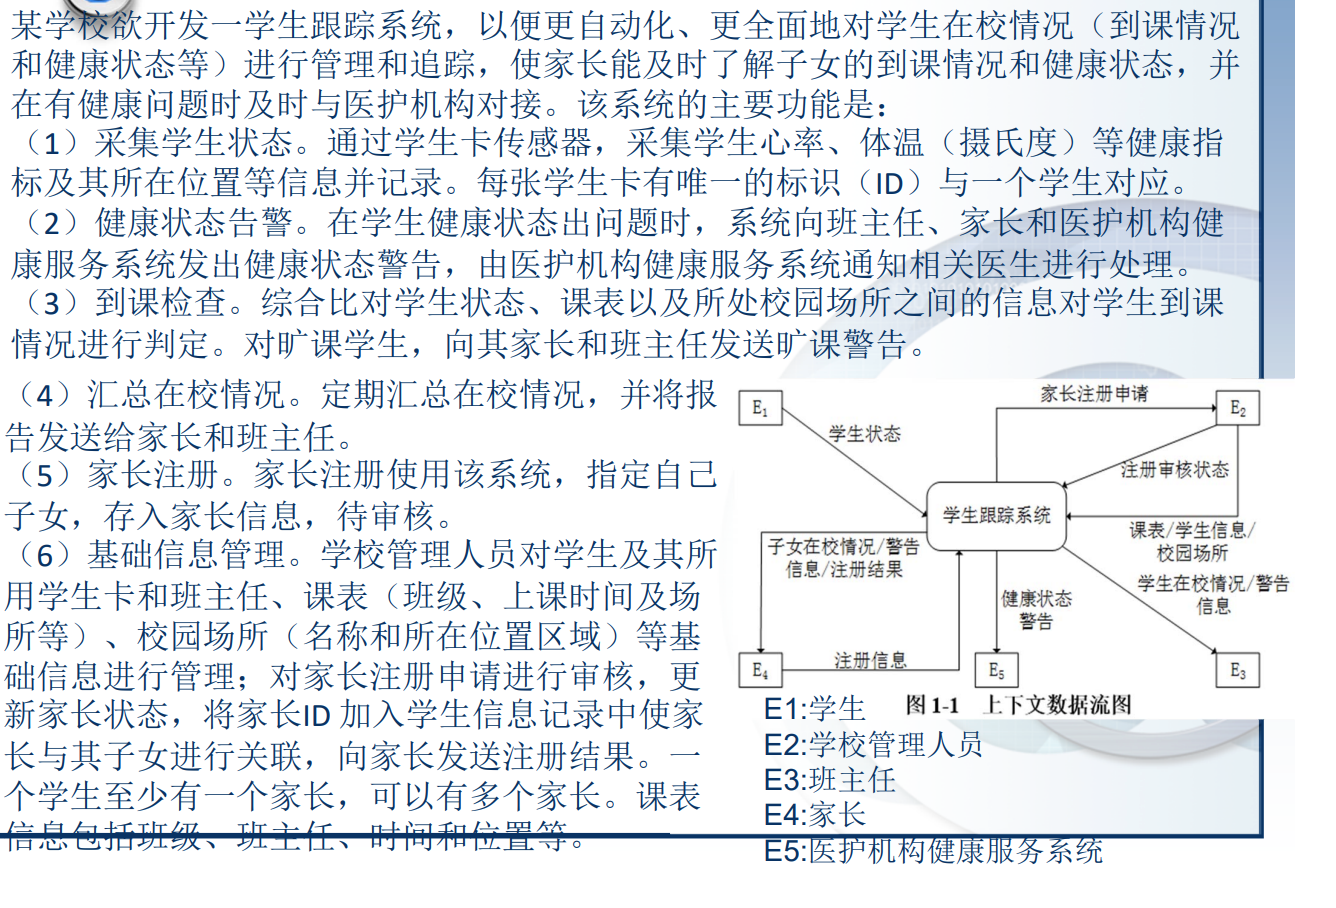 某学校欲开发一学生跟踪系统，以便更自动化、更全面地对学生在校情况（到课情况
和健康状态等）进行管理和追踪，使家长能及时了解子女的到课情况和健康状态，并
在有健康问题时及时与医护机构对接。该系统的主要功能是：
（1）采集学生状态。通过学生卡传感器，采集学生心率、体温（摄氏度）等健康指
标及其所在位置等信息并记录。每张学生卡有唯一的标识（ID）与一个学生对应。
（2）健康状态告警。在学生健康状态出问题时，系统向班主任、家长和医护机构健
康服务系统发出健康状态警告，由医护机构健康服务系统通知相关医生进行处理。
（3）到课检查。综合比对学生状态、课表以及所处校园场所之间的信息对学生到课
情况进行判定。对旷课学生，向其家长和班主任发送旷课警告。
（4）汇总在校情况。定期汇总在校情况，并将报
告发送给家长和班主任。
（5）家长注册。家长注册使用该系统，指定自己
子女，存入家长信息，待审核。
（6）基础信息管理。学校管理人员对学生及其所
用学生卡和班主任、课表（班级、上课时间及场
所等）、校园场所（名称和所在位置区域）等基
础信息进行管理；对家长注册申请进行审核，更
新家长状态，将家长ID 加入学生信息记录中使家
长与其子女进行关联，向家长发送注册结果。一
个学生至少有一个家长，可以有多个家长。课表
信息包括班级、班主任、时间和位置等。
E1
家长注册申请
E2
学生状态
注册审核状态
学生跟踪系统
课表/学生信息/
校园场所
子女在校情况/警告
信息/注册结果
学生在校情况/警告
信息
健康状态
警告
E4
注册信息
E5
E3
图 1-1 上下文数据流图
E1:学生
E2:学校管理人员
E3:班主任
E4:家长
E5:医护机构健康服务系统